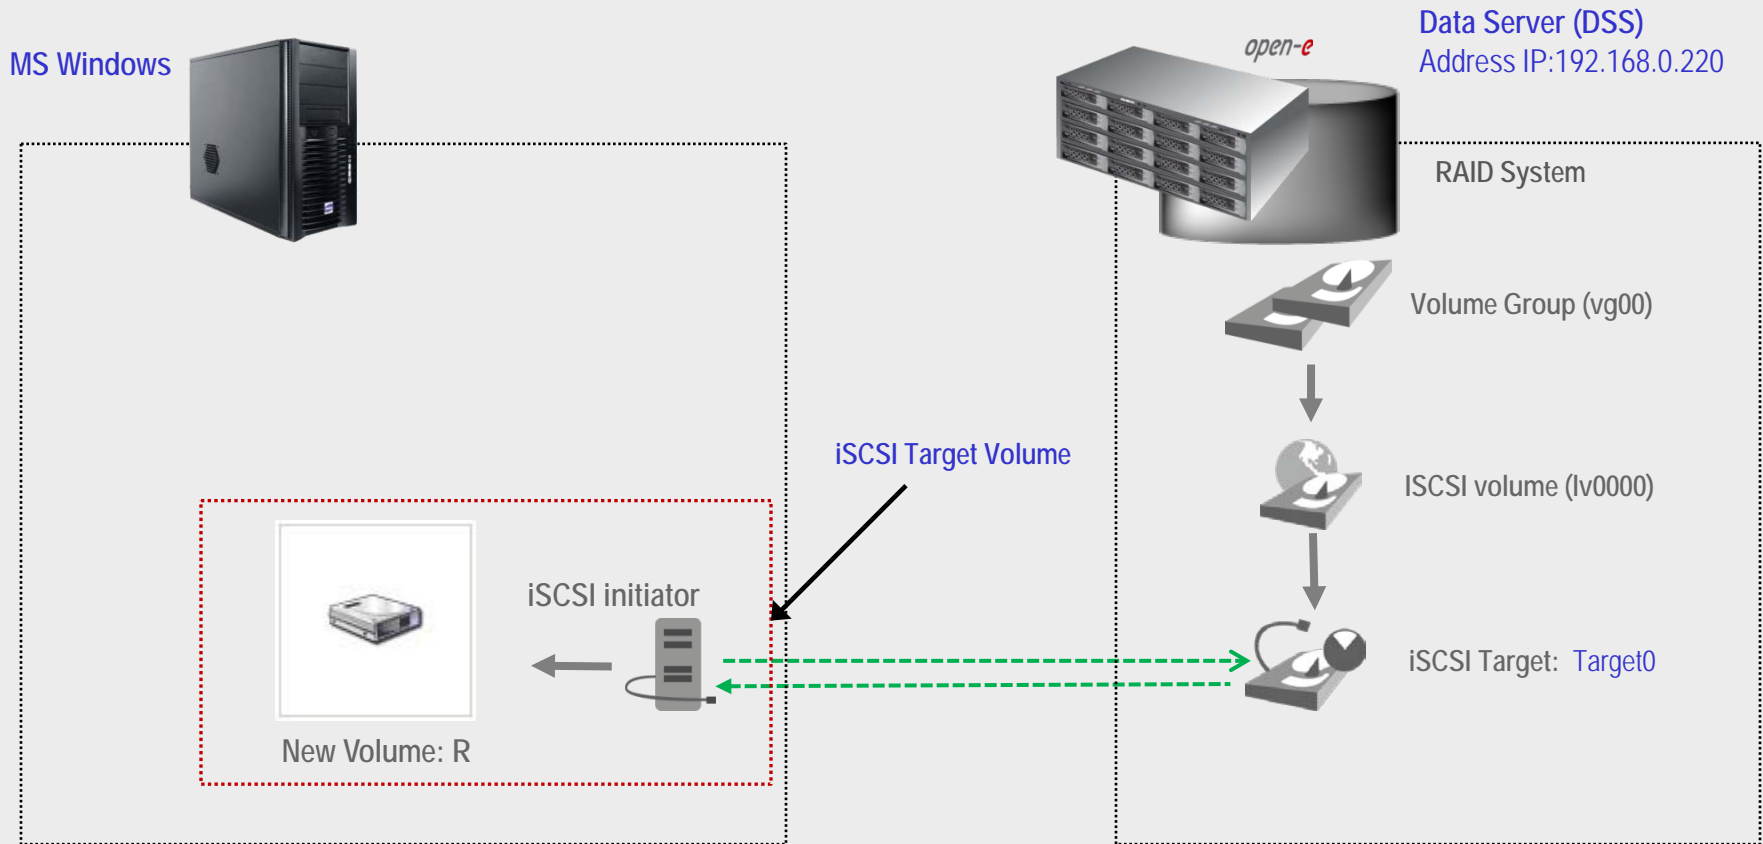 MS Windows
open-e
Data Server (DSS)
Address IP:192.168.0.220
RAID System
Volume Group (vg00)
iSCSI Target Volume
ISCSI volume (lv0000)
iSCSI initiator
iSCSI Target: Target0
New Volume: R